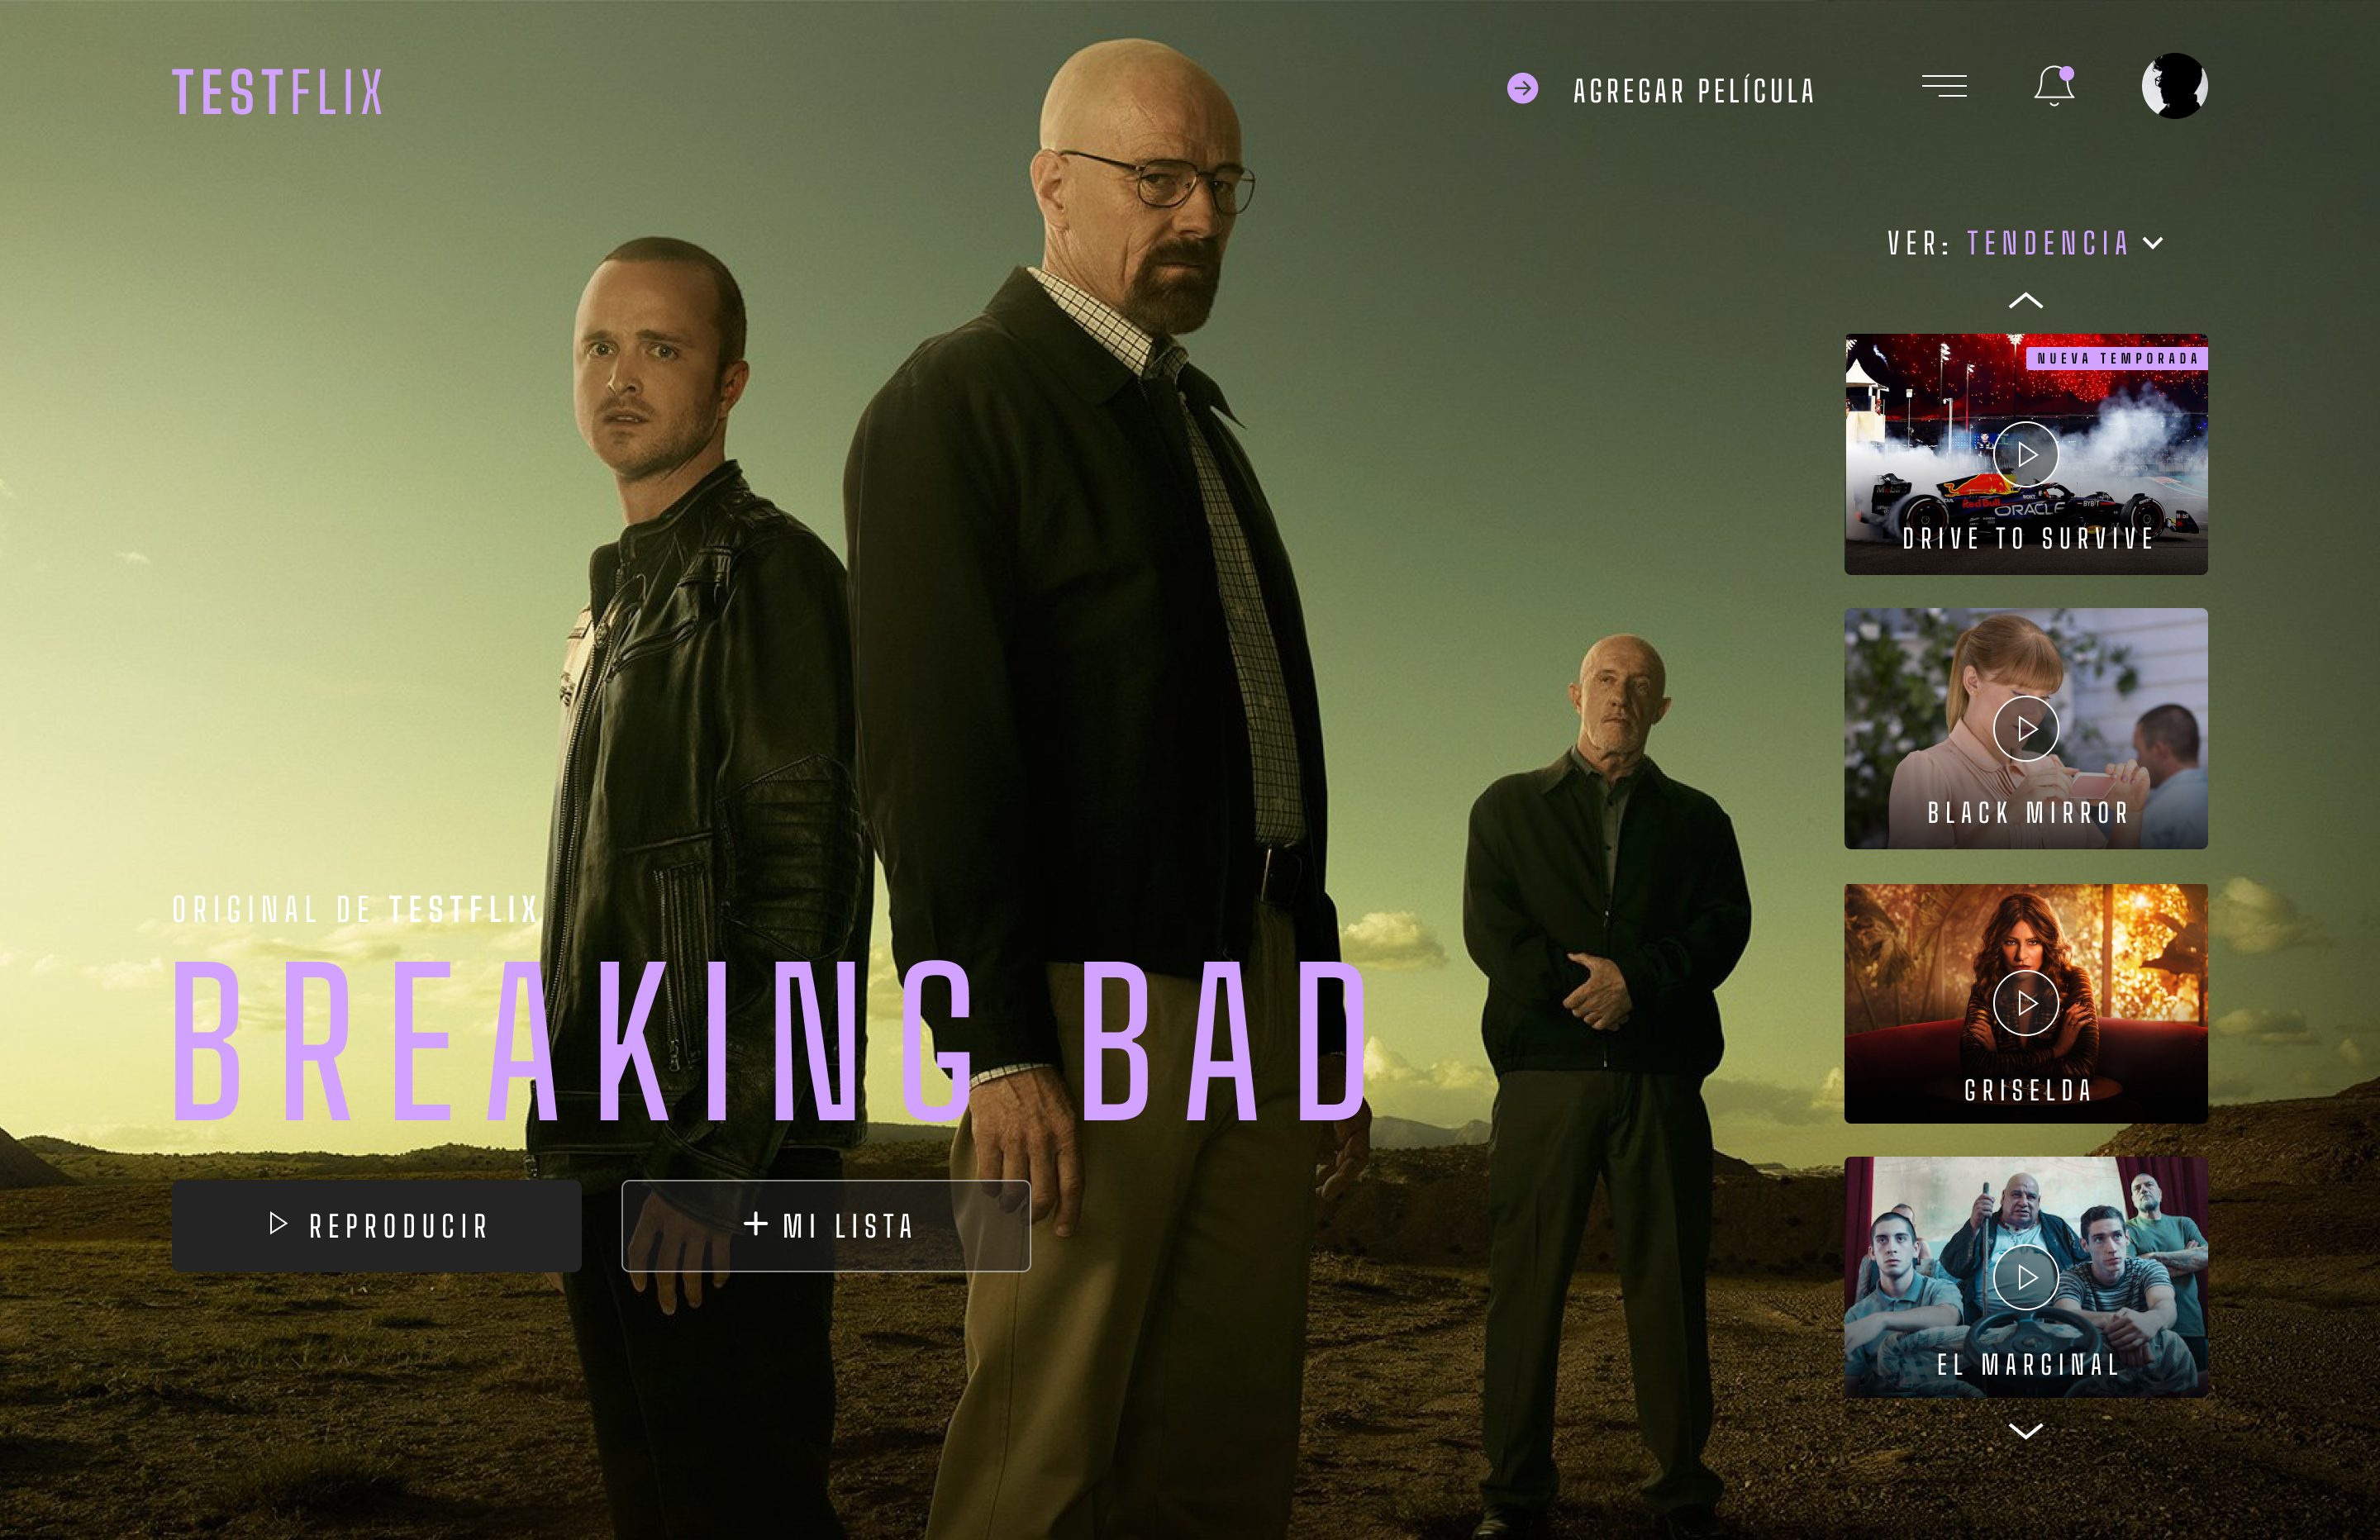 TESTFLIX
AGREGAR PELÍCULA
VER: TENDENCIA
NUEVA TEMPORADA
Red Bull
ORACLE
BYBIT
DRIVE TO SURVIVE
BLACK MIRROR
GRISELDA
EL MARGINAL
ORIGINAL DE TESTFLIX
BREAKING BAD
REPRODUCIR
+ MI LISTA